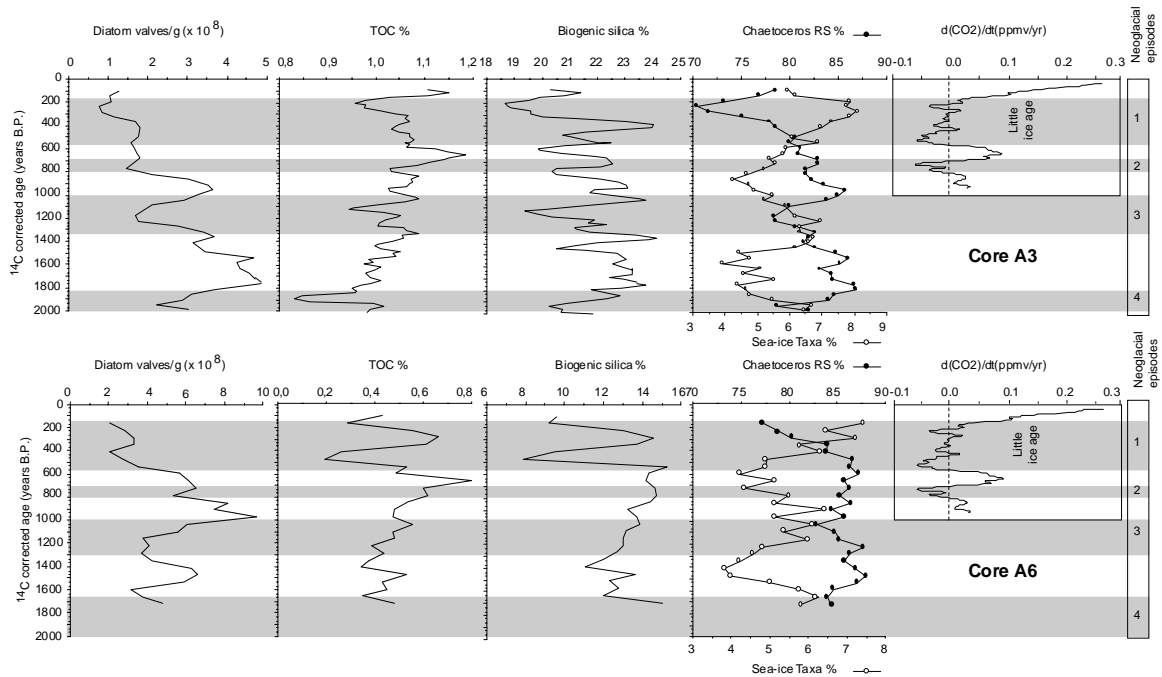 Diatom valves/g (x 10 8) TOC % Biogenic silica % Chaetoceros RS % d(CO2)/dt(ppmv/yr) Neoglacial episodes
0 1 2 3 4 5 0,8 0,9 1,0 1,1 1,2 18 19 20 21 22 23 24 25 70 75 80 85 90 -0.1 0.0 0.1 0.2 0.3
14C corrected age (years B.P.)
0
200
400
600
800
1000
1200
1400
1600
1800
2000
Little ice age
1
2
3
4
Core A3
3 4 5 6 7 8 9
Sea-ice Taxa %
Diatom valves/g (x 10 8) TOC % Biogenic silica % Chaetoceros RS % d(CO2)/dt(ppmv/yr) Neoglacial episodes
0 2 4 6 8 10 0,0 0,2 0,4 0,6 0,8 6 8 10 12 14 16 70 75 80 85 90 -0.1 0.0 0.1 0.2 0.3
14C corrected age (years B.P.)
0
200
400
600
800
1000
1200
1400
1600
1800
2000
Little ice age
1
2
3
4
Core A6
3 4 5 6 7 8
Sea-ice Taxa %